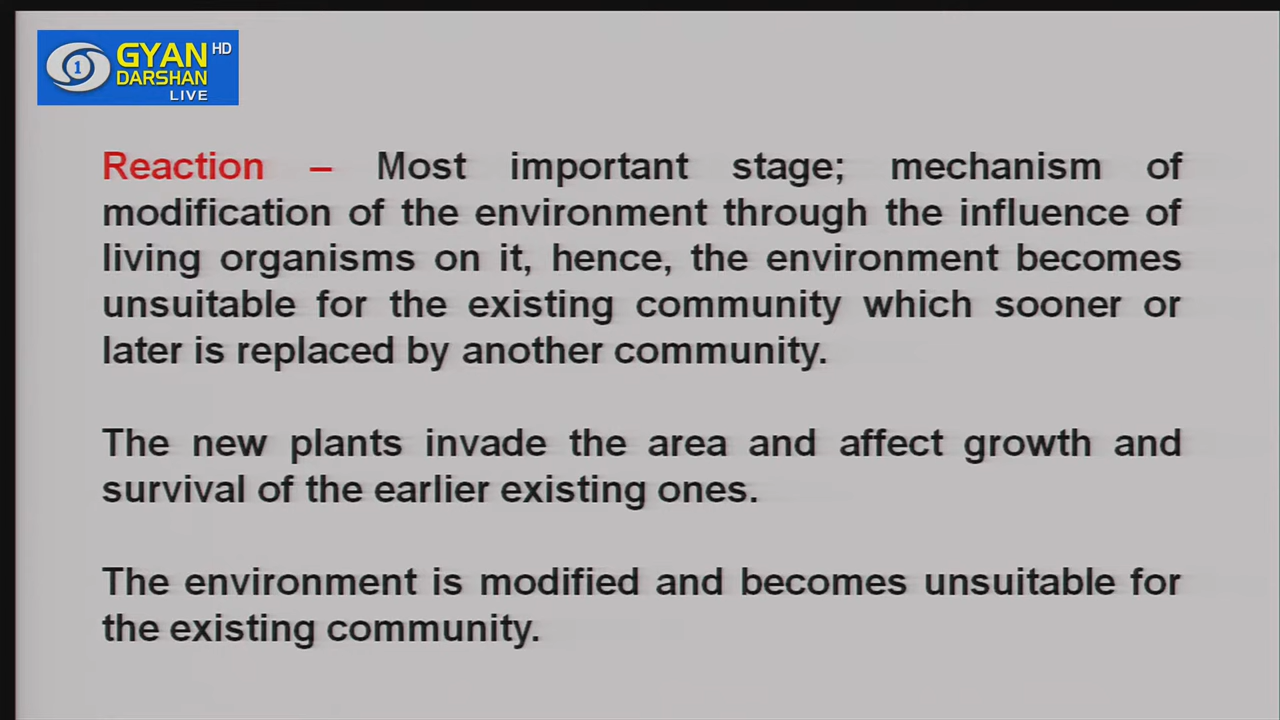 GYAN HD
DARSHAN
1
LIVE
Reaction – Most important stage; mechanism of
modification of the environment through the influence of
living organisms on it, hence, the environment becomes
unsuitable for the existing community which sooner or
later is replaced by another community.
The new plants invade the area and affect growth and
survival of the earlier existing ones.
The environment is modified and becomes unsuitable for
the existing community.